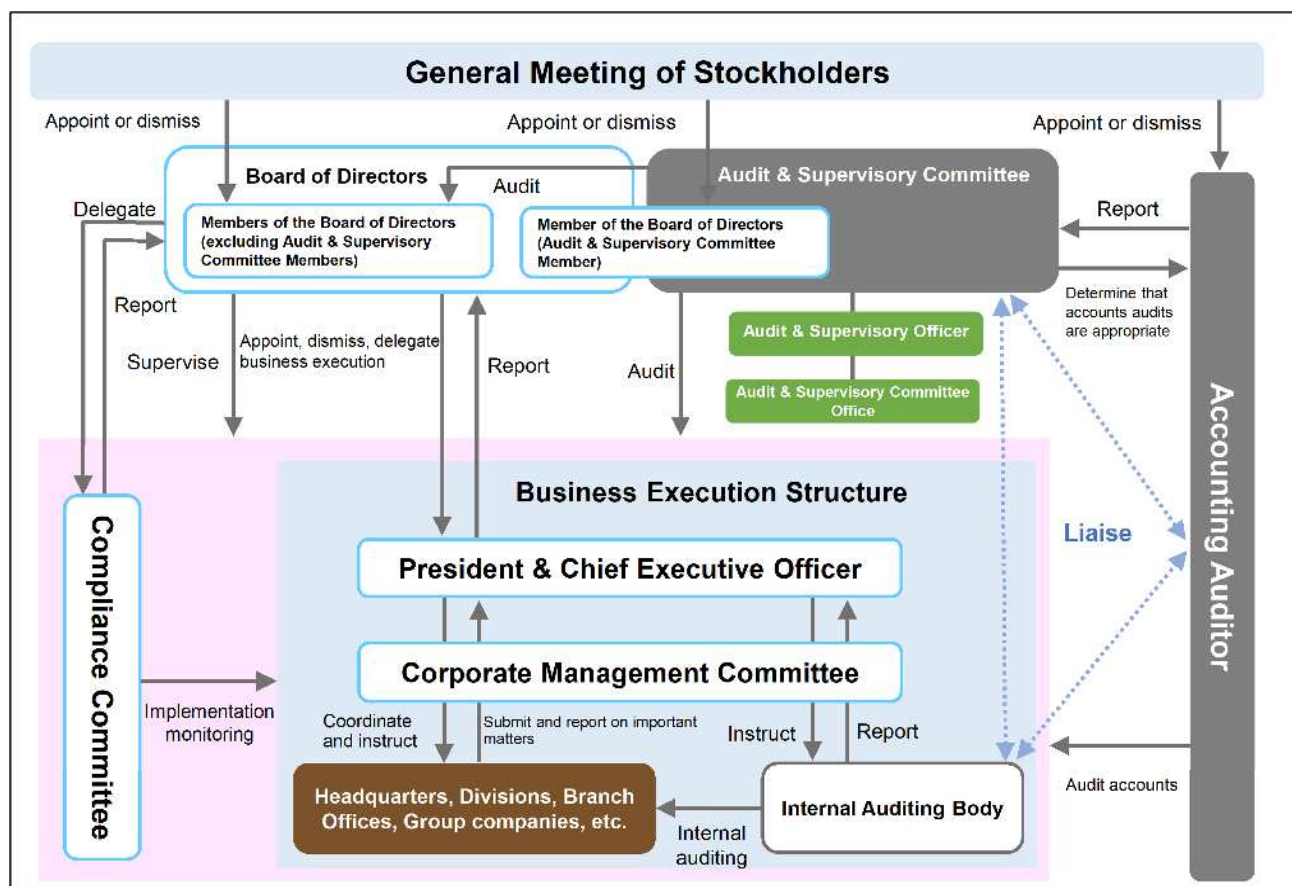 General Meeting of Stockholders
Appoint or dismiss
Appoint or dismiss
Appoint or dismiss
Board of Directors
Audit
Audit & Supervisory Committee
Delegate
Members of the Board of Directors
(excluding Audit & Supervisory
Committee Members)
Member of the Board of Directors
(Audit & Supervisory Committee
Member)
Report
Report
Supervise
Appoint, dismiss, delegate
business execution
Report
Audit
Audit & Supervisory Officer
Audit & Supervisory Committee
Office
Determine that
accounts audits
are appropriate
Accounting Auditor
Business Execution Structure
Liaise
Compliance Committee
President & Chief Executive Officer
Corporate Management Committee
Implementation
monitoring
Coordinate
and instruct
Submit and report on important
matters
Instruct
Report
Audit accounts
Headquarters, Divisions, Branch
Offices, Group companies, etc.
Internal
auditing
Internal Auditing Body